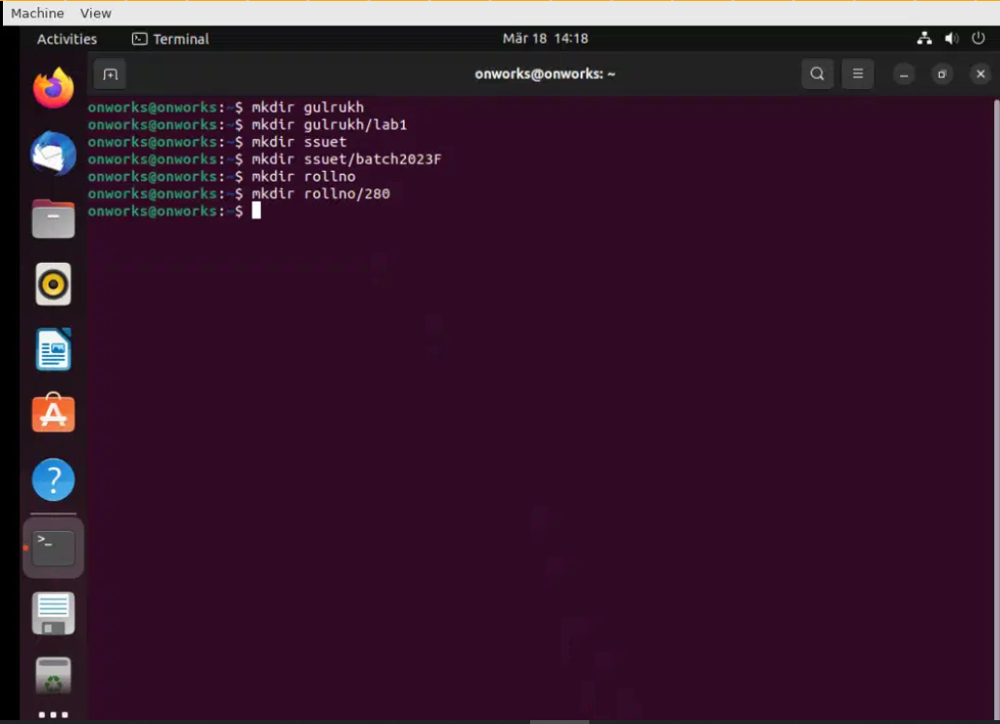 Machine View
Activities Terminal Mär 18 14:18
onworks@onworks: ~
onworks@onworks:~$ mkdir gulrukh
onworks@onworks:~$ mkdir gulrukh/lab1
onworks@onworks:~$ mkdir ssuet
onworks@onworks:~$ mkdir ssuet/batch2023F
onworks@onworks:~$ mkdir rollno
onworks@onworks:~$ mkdir rollno/280
onworks@onworks:~$